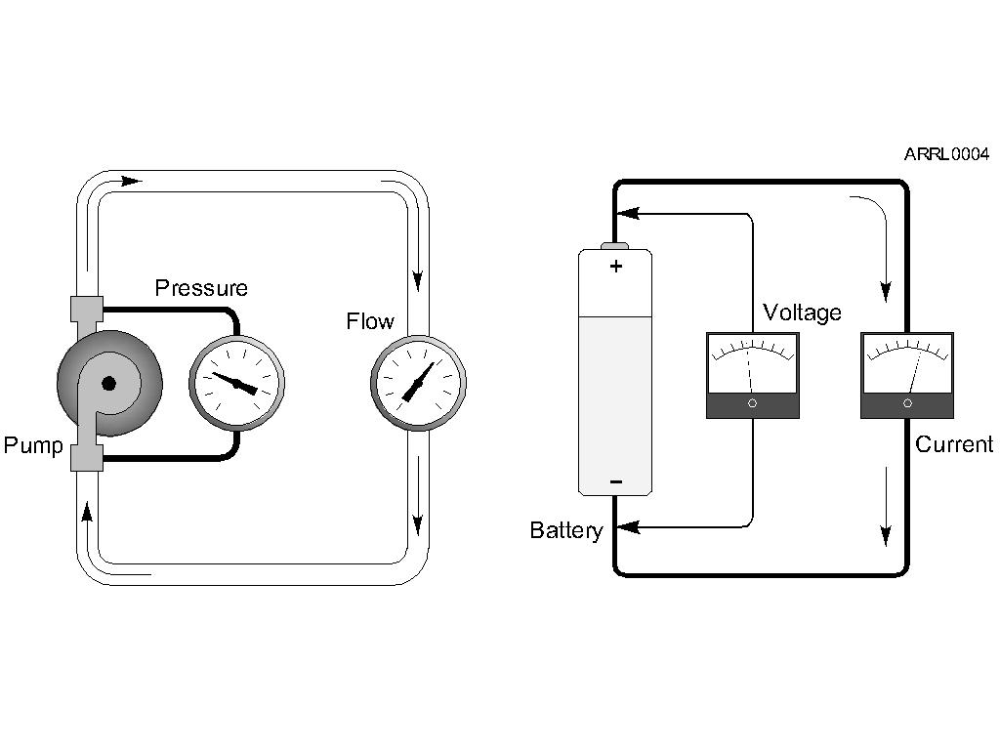 ARRL0004
Pressure
Flow
Pump
+
Voltage
Current
–
Battery